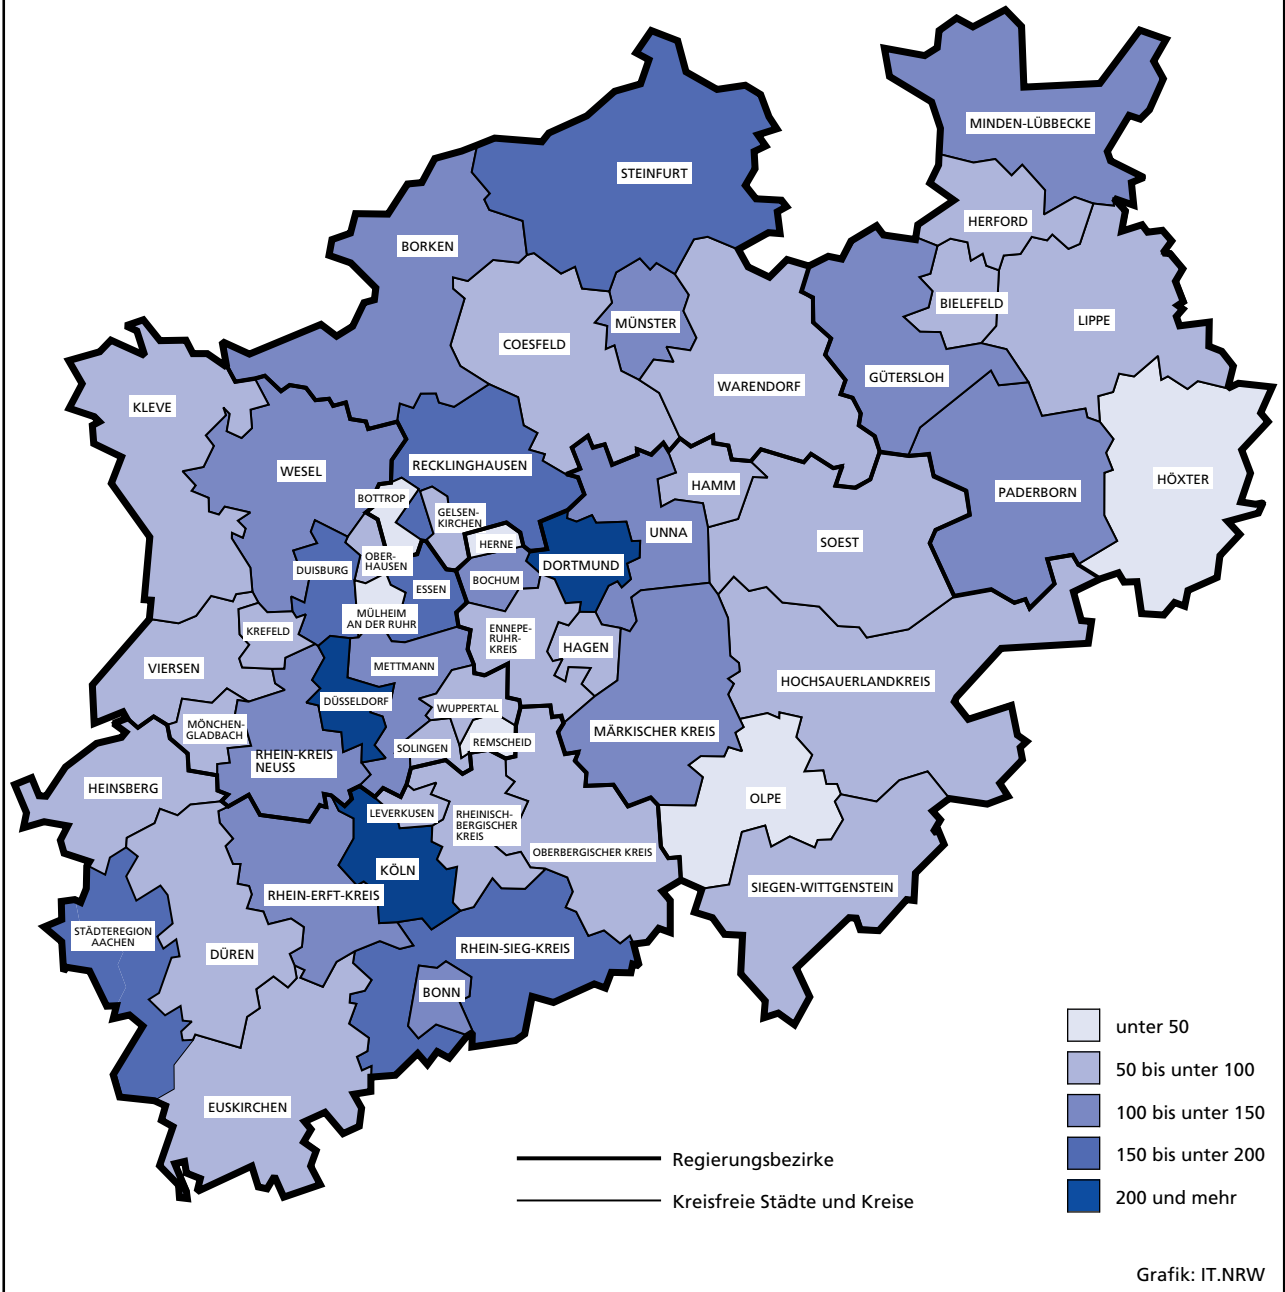 MINDEN-LÜBBECKE
STEINFURT
HERFORD
BORKEN
BIELEFELD
LIPPE
MÜNSTER
COESFELD
GÜTERSLOH
WARENDORF
KLEVE
RECKLINGHAUSEN
WESEL
HÖXTER
HAMM
PADERBORN
BOTTROP
GELSEN-
KIRCHEN
UNNA
SOEST
HERNE
OBER-
HAUSEN
DORTMUND
DUISBURG
BOCHUM
ESSEN
MÜLHEIM
AN DER RUHR
KREFELD
ENNEPE-
RUHR-
KREIS
HAGEN
VIERSEN
METTMANN
HOCHSAUERLANDKREIS
DÜSSELDORF
WUPPERTAL
MÖNCHEN-
GLADBACH
MÄRKISCHER KREIS
SOLINGEN
REMSCHEID
RHEIN-KREIS
NEUSS
HEINSBERG
OLPE
LEVERKUSEN
RHEINISCH-
BERGISCHER
KREIS
OBERBERGISCHER KREIS
KÖLN
SIEGEN-WITTGENSTEIN
RHEIN-ERFT-KREIS
STÄDTEREGION
AACHEN
RHEIN-SIEG-KREIS
DÜREN
BONN
EUSKIRCHEN
unter 50
50 bis unter 100
100 bis unter 150
150 bis unter 200
200 und mehr
Regierungsbezirke
Kreisfreie Städte und Kreise
Grafik: IT.NRW